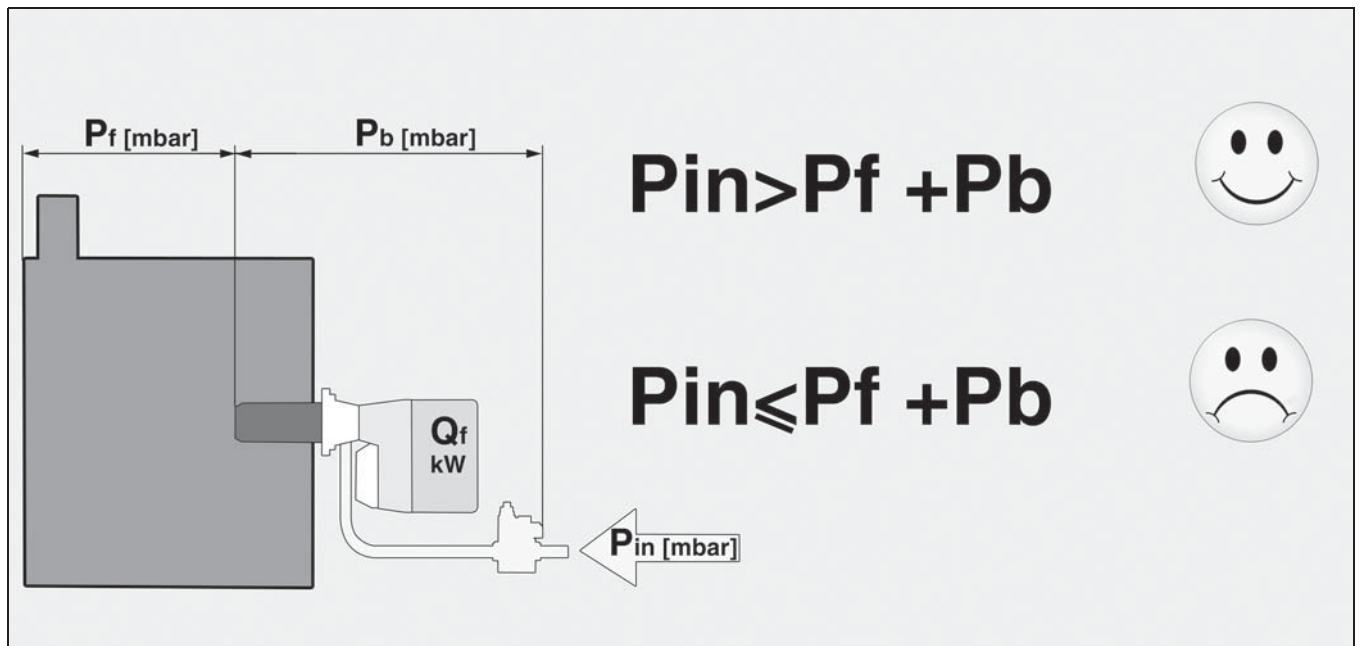 Pf [mbar]
Pb [mbar]
Pin>Pf +Pb
Pin⩽Pf +Pb
Qf
kW
Pin [mbar]